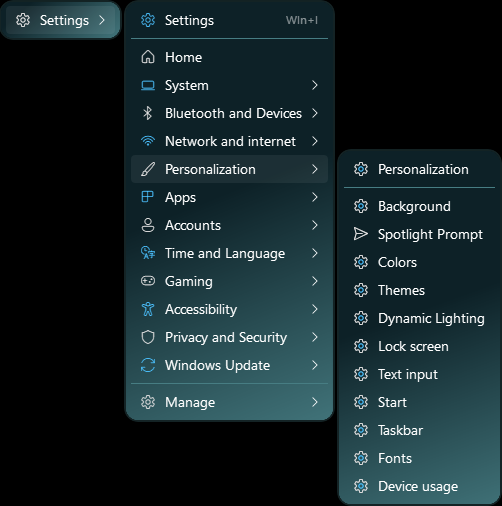 Settings
Settings Win+I
Home
System
Bluetooth and Devices
Network and internet
Personalization
Apps
Accounts
Time and Language
Gaming
Accessibility
Privacy and Security
Windows Update
Manage
Personalization
Background
Spotlight Prompt
Colors
Themes
Dynamic Lighting
Lock screen
Text input
Start
Taskbar
Fonts
Device usage